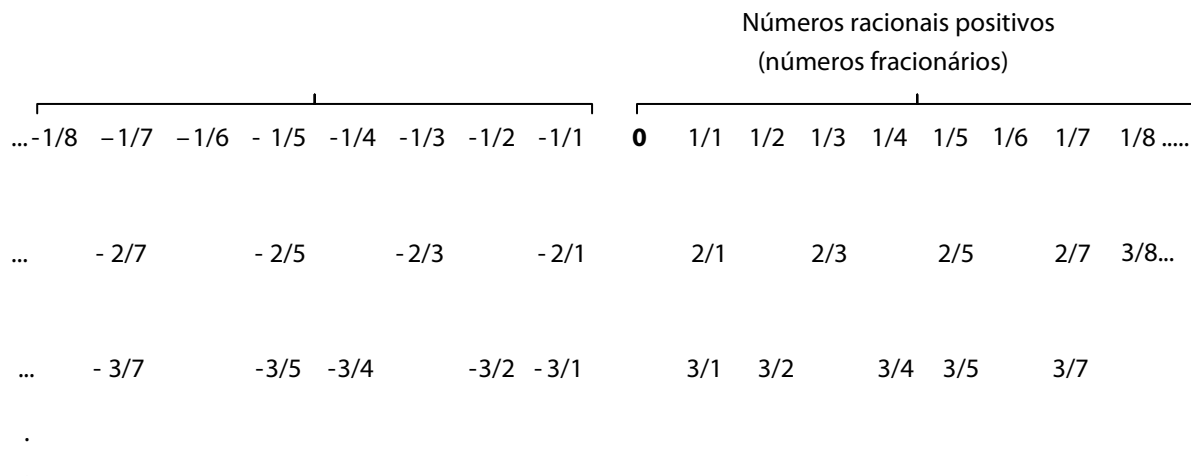 Números racionais positivos
(números fracionários)
...-1/8 –1/7 –1/6 - 1/5 -1/4 -1/3 -1/2 -1/1 0 1/1 1/2 1/3 1/4 1/5 1/6 1/7 1/8 .....
... - 2/7 - 2/5 -2/3 -2/1 2/1 2/3 2/5 2/7 3/8...
... - 3/7 -3/5 -3/4 -3/2 - 3/1 3/1 3/2 3/4 3/5 3/7
.